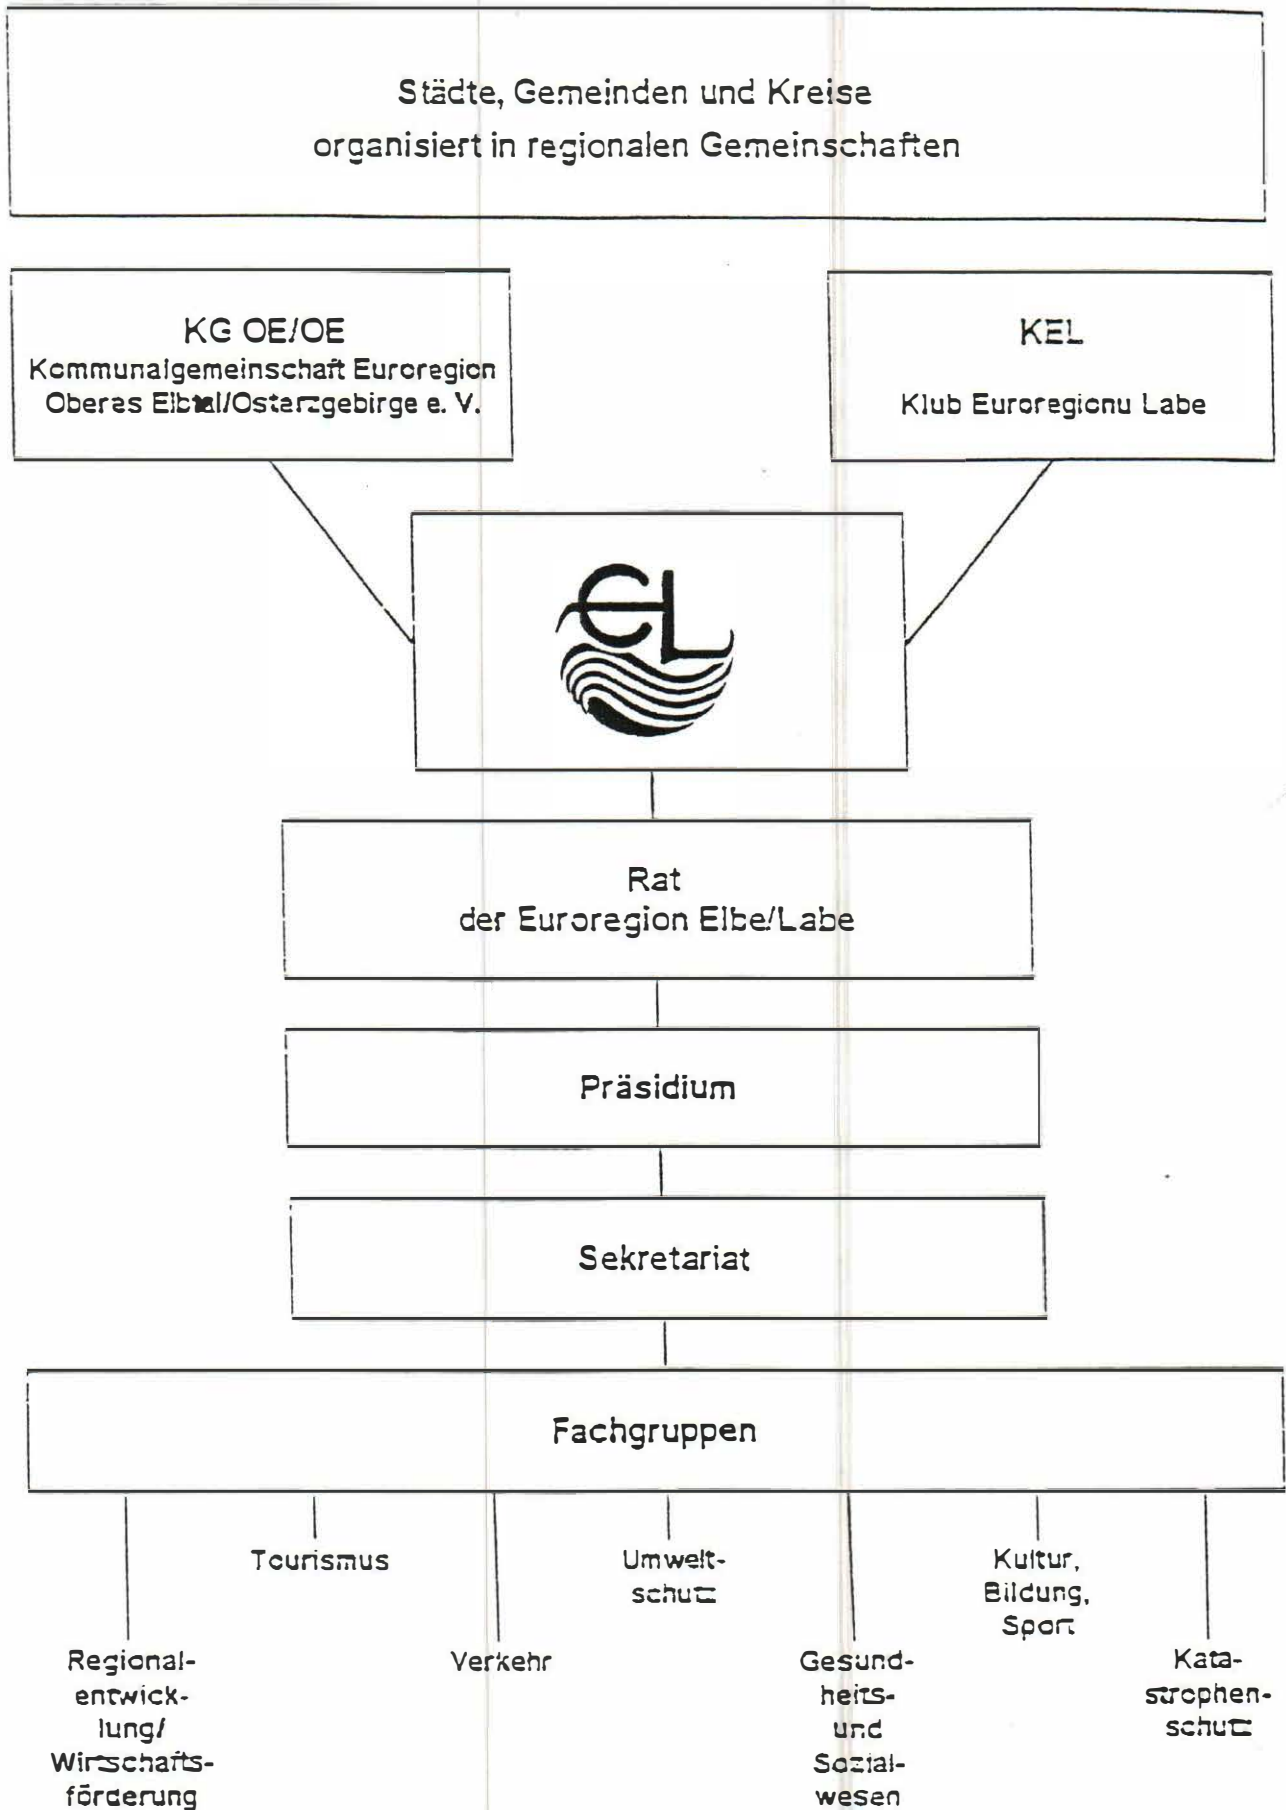 Städte, Gemeinden und Kreise
organisiert in regionalen Gemeinschaften
KG OE/OE
Kommunalgemeinschaft Euroregion
Oberes Elbtal/Osterzgebirge e. V.
KEL
Klub Euroregionu Labe
EL
Rat
der Euroregion Elbe/Labe
Präsidium
Sekretariat
Fachgruppen
Tourismus
Umwelt-
schutz
Kultur,
Bildung,
Sport
Regional-
entwick-
lung/
Wirtschafts-
förderung
Verkehr
Gesund-
heits-
und
Sozial-
wesen
Kata-
strophen-
schutz